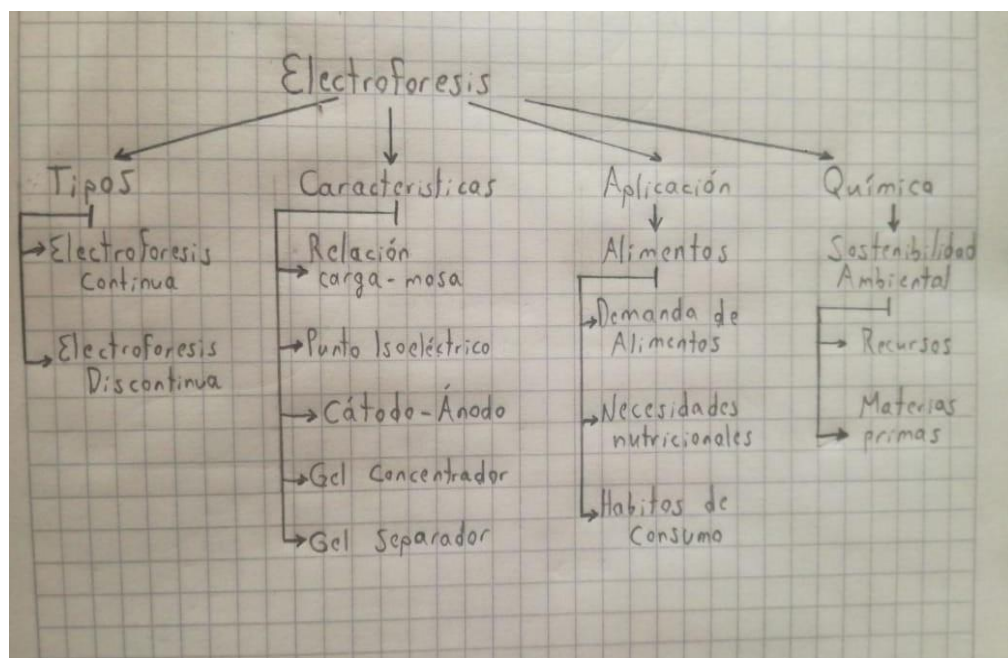 Electroforesis
Tipos
Electroforesis
Continua
Electroforesis
Discontinua
Caracteristicas
Relación
carga-masa
Punto Isoeléctrico
Cátodo-Ánodo
Gel Concentrador
Gel Separador
Aplicación
Alimentos
Demanda de
Alimentos
Necesidades
nutricionales
Habitos de
Consumo
Química
Sostenibilidad
Ambiental
Recursos
Materias
primas